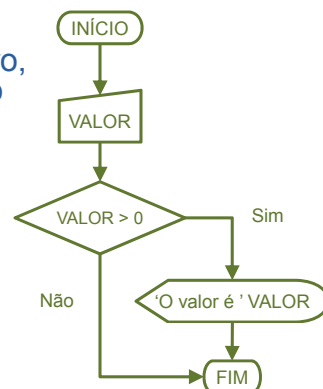 INÍCIO
VALOR
VALOR > 0
Sim
Não
'O valor é ' VALOR
FIM